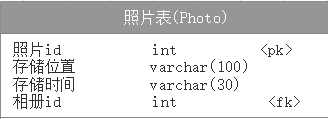 照片表(Photo)
照片id int <pk>
存储位置 varchar(100)
存储时间 varchar(30)
相册id int <fk>